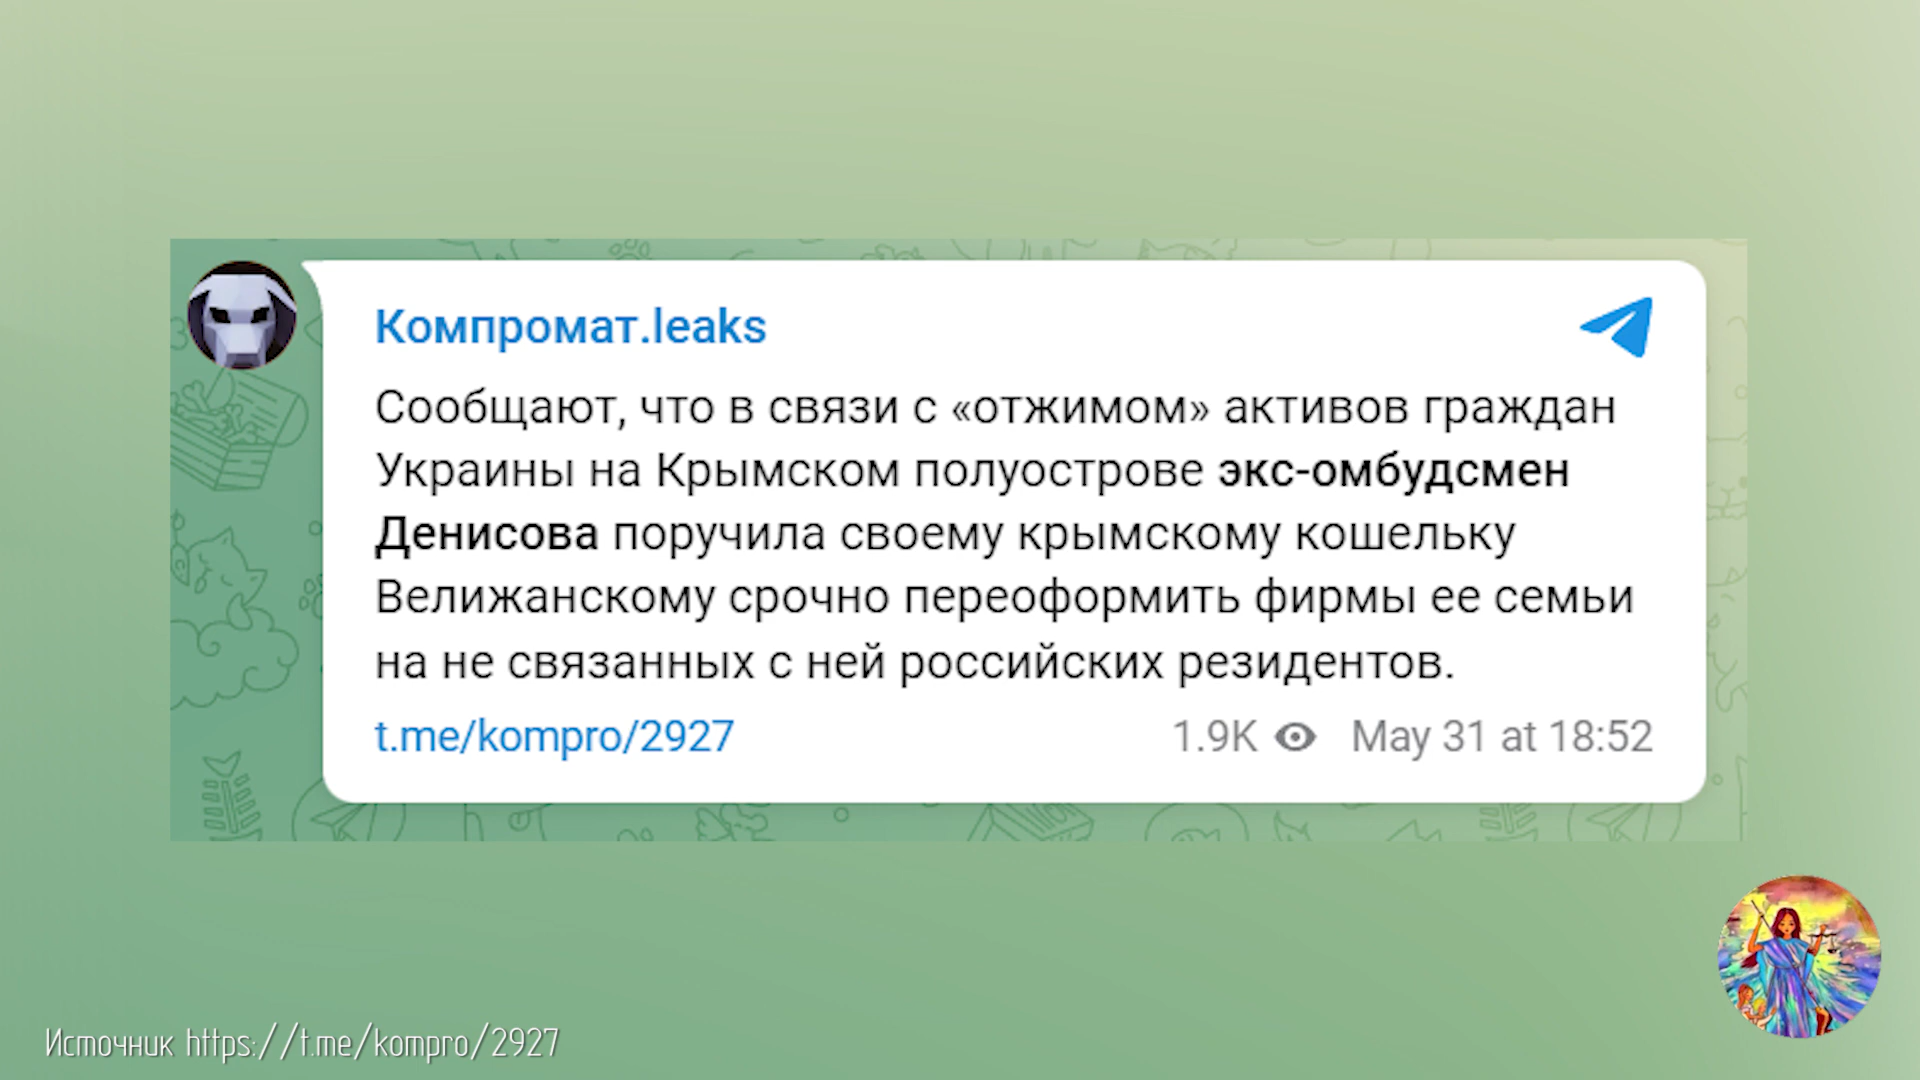 Компромат.leaks
Сообщают, что в связи с «отжимом» активов граждан
Украины на Крымском полуострове экс-омбудсмен
Денисова поручила своему крымскому кошельку
Велижанскому срочно переоформить фирмы ее семьи
на не связанных с ней российских резидентов.
t.me/kompro/2927 1.9K May 31 at 18:52
Источник https://t.me/kompro/2927